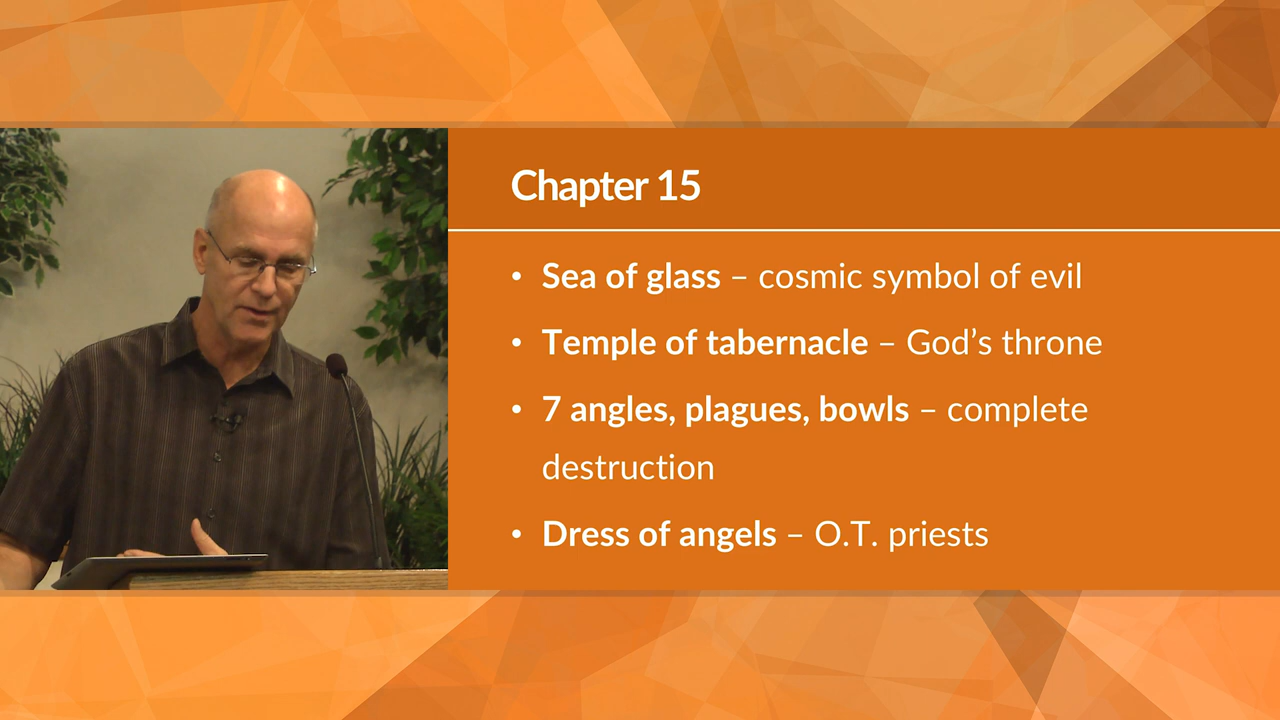 Chapter 15
• Sea of glass – cosmic symbol of evil
• Temple of tabernacle – God’s throne
• 7 angles, plagues, bowls – complete
destruction
• Dress of angels – O.T. priests